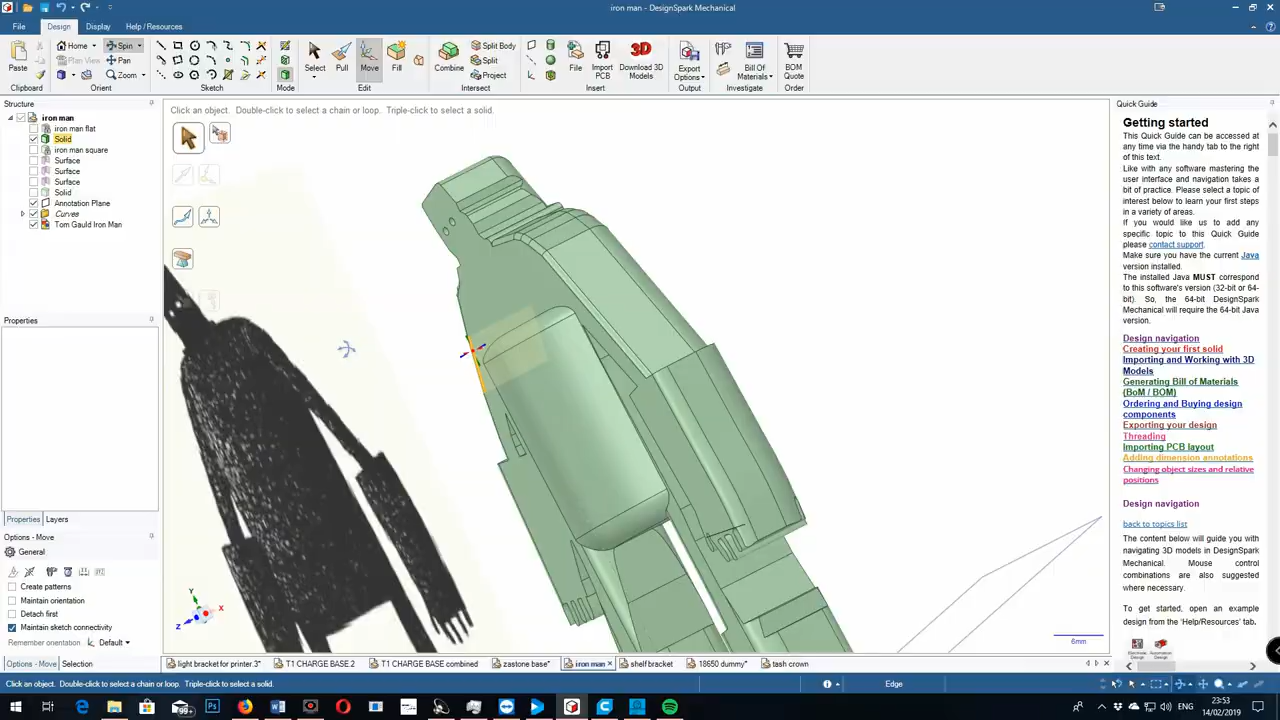 iron man - DesignSpark Mechanical
File
Design
Display
Help / Resources
Paste
Home
Plan View
Spin
Pan
Zoom
Select
Pull
Move
Fill
Combine
Split Body
Split
Project
File
Import PCB
Download 3D Models
Export Options
Bill Of Materials
BOM Quote
Clipboard
Orient
Sketch
Mode
Edit
Intersect
Insert
Output
Investigate
Order
Structure
iron man
iron man flat
Solid
iron man square
Surface
Surface
Surface
Solid
Annotation Plane
Curves
Tom Gauld Iron Man
Properties
Properties
Layers
Options - Move
General
Create patterns
Maintain orientation
Detach first
Maintain sketch connectivity
Remember orientation
Default
Options - Move
Selection
Click an object. Double-click to select a chain or loop. Triple-click to select a solid.
Y
X
Z
6mm
Quick Guide
Getting started
This Quick Guide can be accessed at
any time via the handy tab to the right
of this text.
Like with any software mastering the
user interface and navigation takes a
bit of practice. Please select a topic of
interest below to learn your first steps
in a variety of areas.
If you would like us to add any
specific topic to this Quick Guide
please contact support.
Make sure you have the current Java
version installed.
The installed Java MUST correspond
to this software's version (32-bit or 64-
bit). So, the 64-bit DesignSpark
Mechanical will require the 64-bit Java
version.
Design navigation
Creating your first solid
Importing and Working with 3D
Models
Generating Bill of Materials
(BoM / BOM)
Ordering and Buying design
components
Exporting your design
Threading
Importing PCB layout
Adding dimension annotations
Changing object sizes and relative
positions
Design navigation
back to topics list
The content below will guide you with
navigating 3D models in DesignSpark
Mechanical. Mouse control
combinations are also suggested
where necessary.
To get started, open an example
design from the 'Help/Resources' tab.
light bracket for printer.3*
T1 CHARGE BASE.2
T1 CHARGE BASE combined
zastone base*
iron man
shelf bracket
18650 dummy*
tash crown
Click an object. Double-click to select a chain or loop. Triple-click to select a solid.
Edge
99+
23:53
14/02/2019